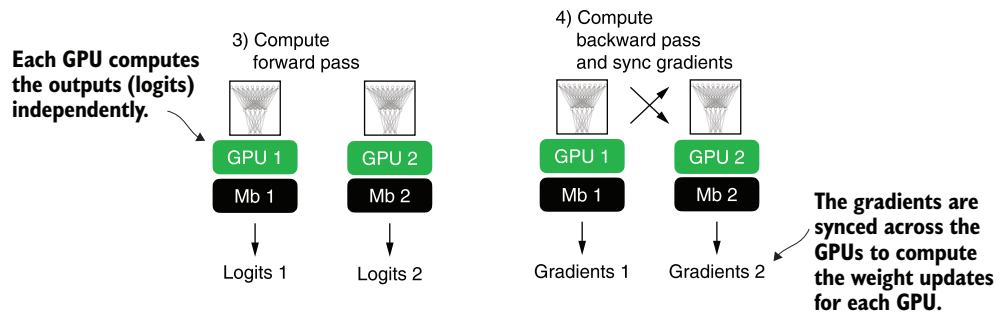 Each GPU computes
the outputs (logits)
independently.
3) Compute
forward pass
GPU 1
GPU 2
Mb 1
Mb 2
Logits 1
Logits 2
4) Compute
backward pass
and sync gradients
GPU 1
GPU 2
Mb 1
Mb 2
Gradients 1
Gradients 2
The gradients are
synced across the
GPUs to compute
the weight updates
for each GPU.